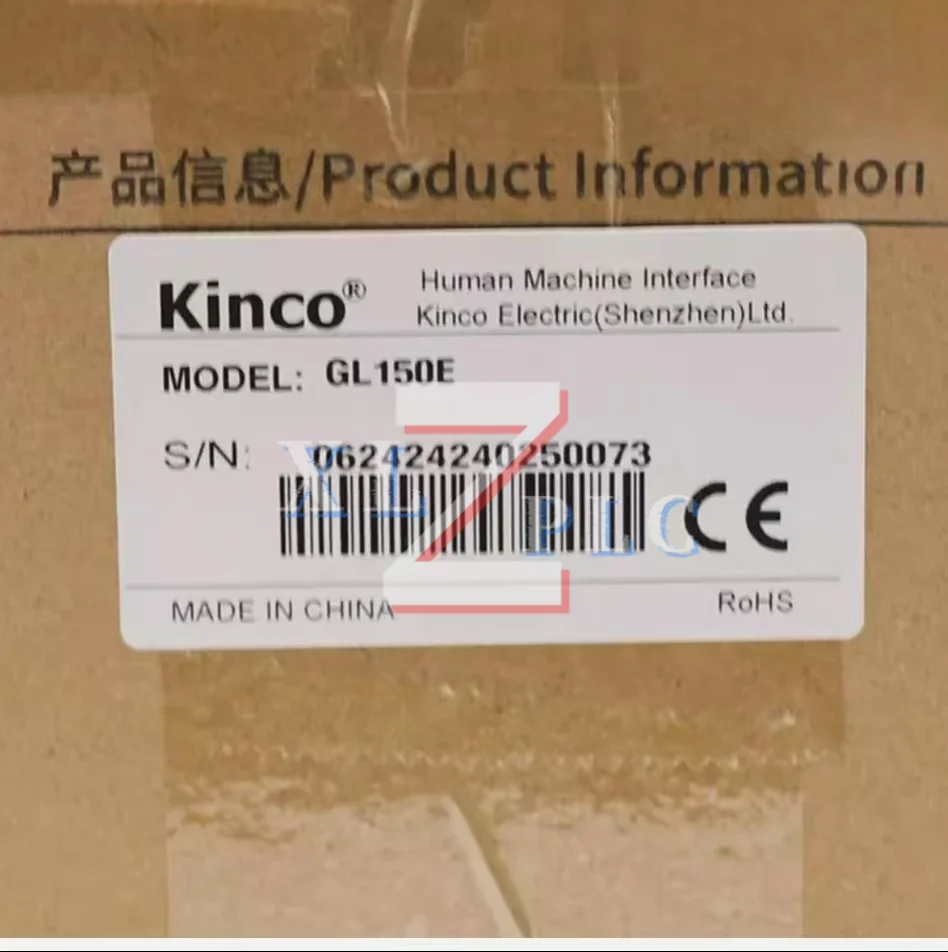 产品信息/Product Information
Kinco®
Human Machine Interface
Kinco Electric(Shenzhen)Ltd.
MODEL: GL150E
S/N: 062424240250073
XLZPLC
CE
MADE IN CHINA
RoHS